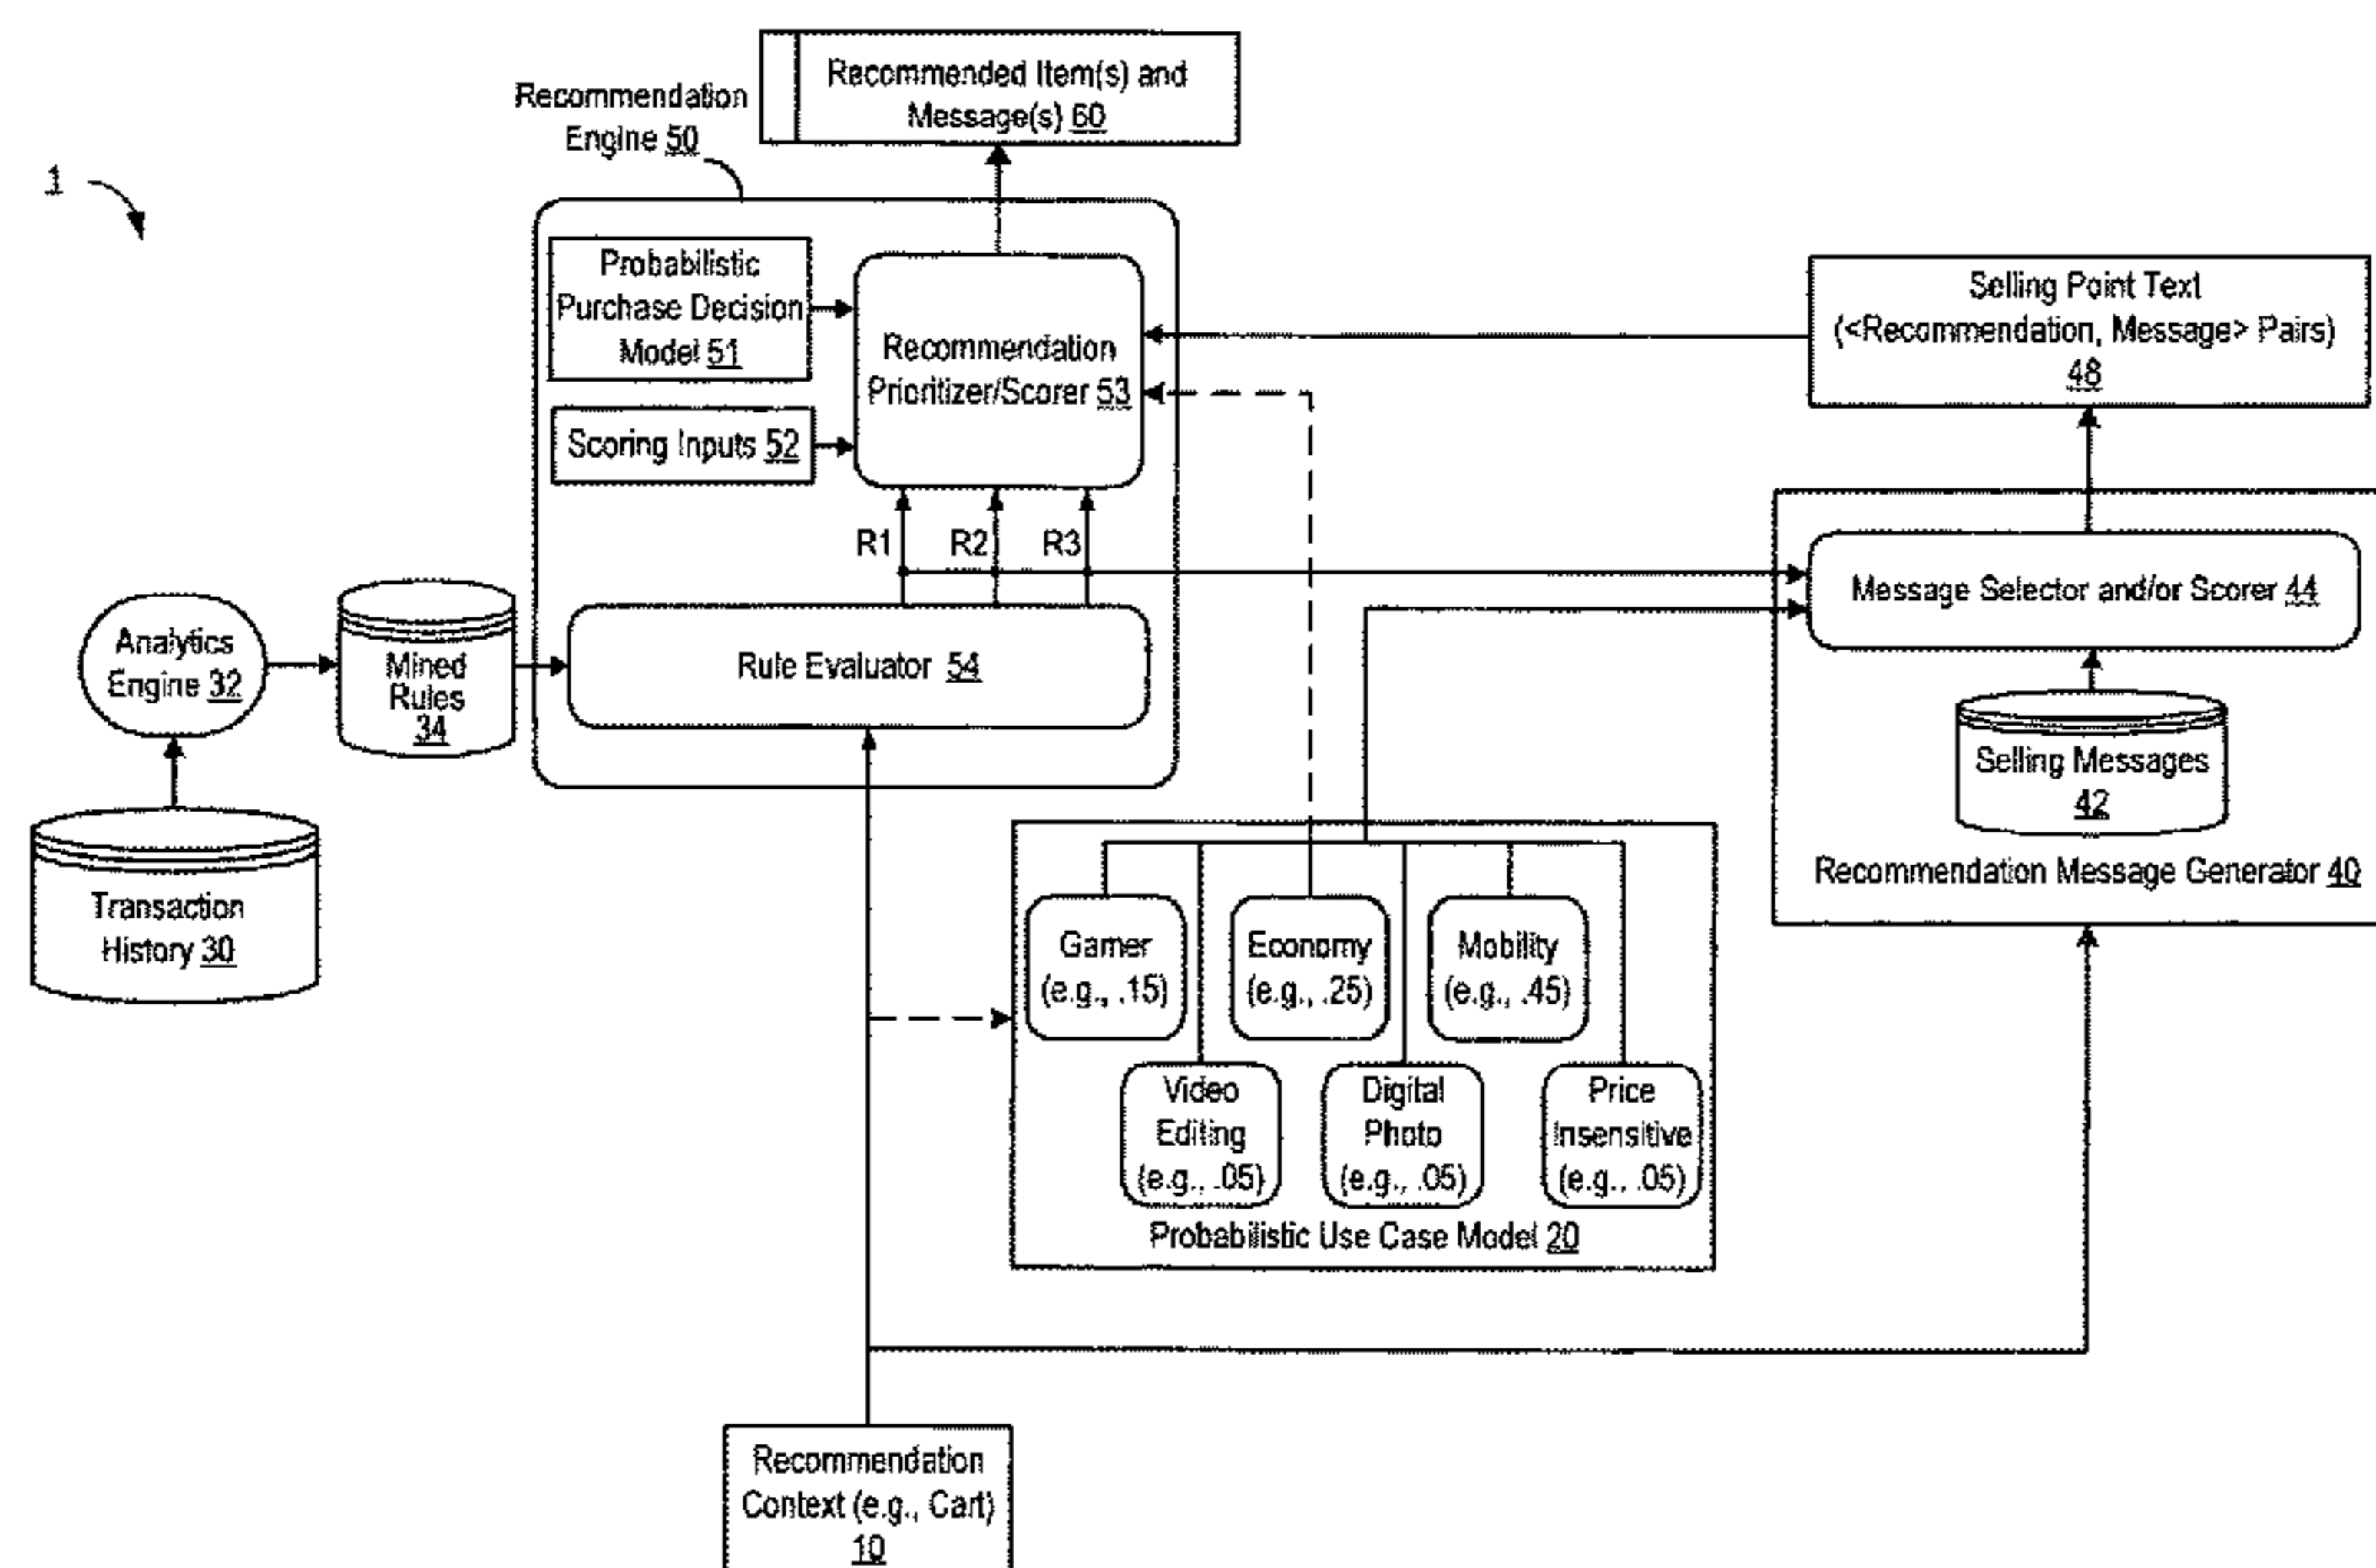 Recommended Item(s) and
Message(s) 60
Recommendation
Engine 50
1
Probabilistic
Purchase Decision
Model 51
Recommendation
Prioritizer/Scorer 53
Scoring Inputs 52
R1
R2
R3
Selling Point Text
(<Recommendation, Message> Pairs)
48
Message Selector and/or Scorer 44
Selling Messages
42
Recommendation Message Generator 40
Analytics
Engine 32
Mined
Rules
34
Rule Evaluator 54
Transaction
History 30
Gamer
(e.g., .15)
Economy
(e.g., .25)
Mobility
(e.g., .45)
Video
Editing
(e.g., .05)
Digital
Photo
(e.g., .05)
Price
Insensitive
(e.g., .05)
Probabilistic Use Case Model 20
Recommendation
Context (e.g., Cart)
10